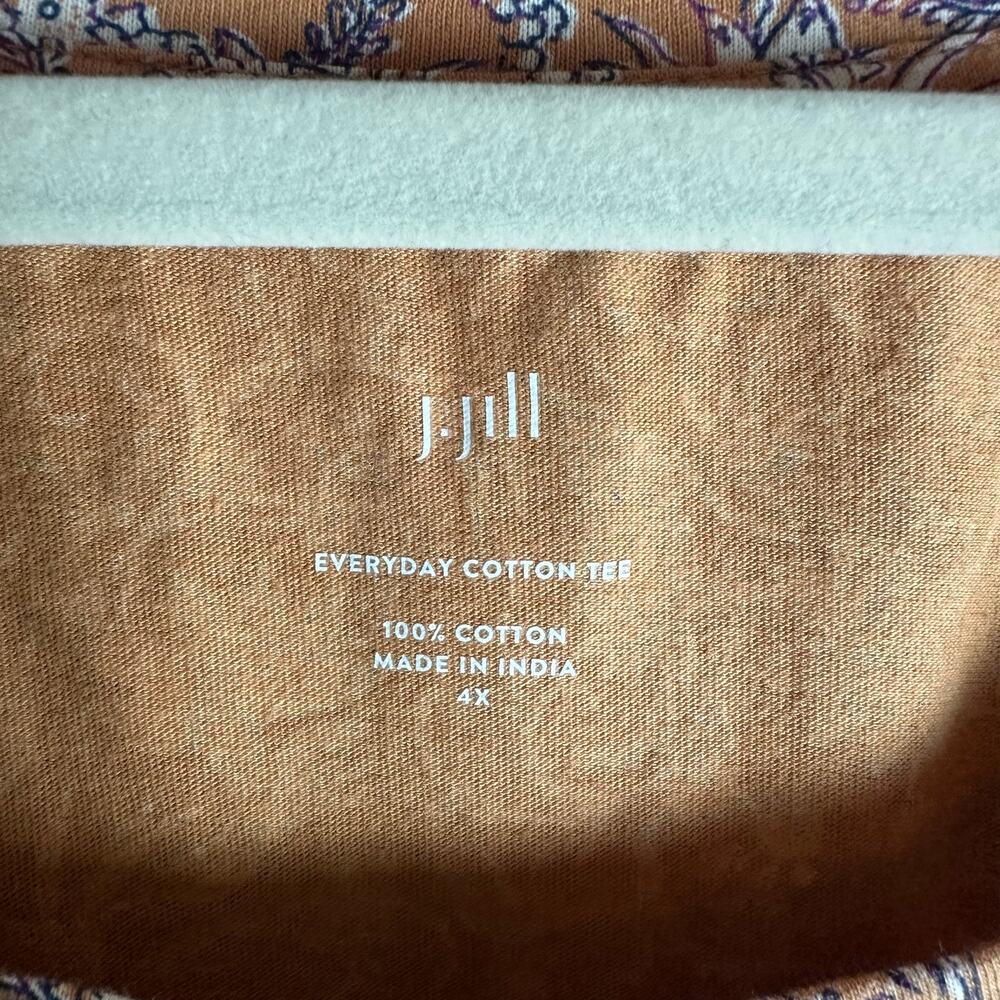 J.Jill
EVERYDAY COTTON TEE
100% COTTON
MADE IN INDIA
4X